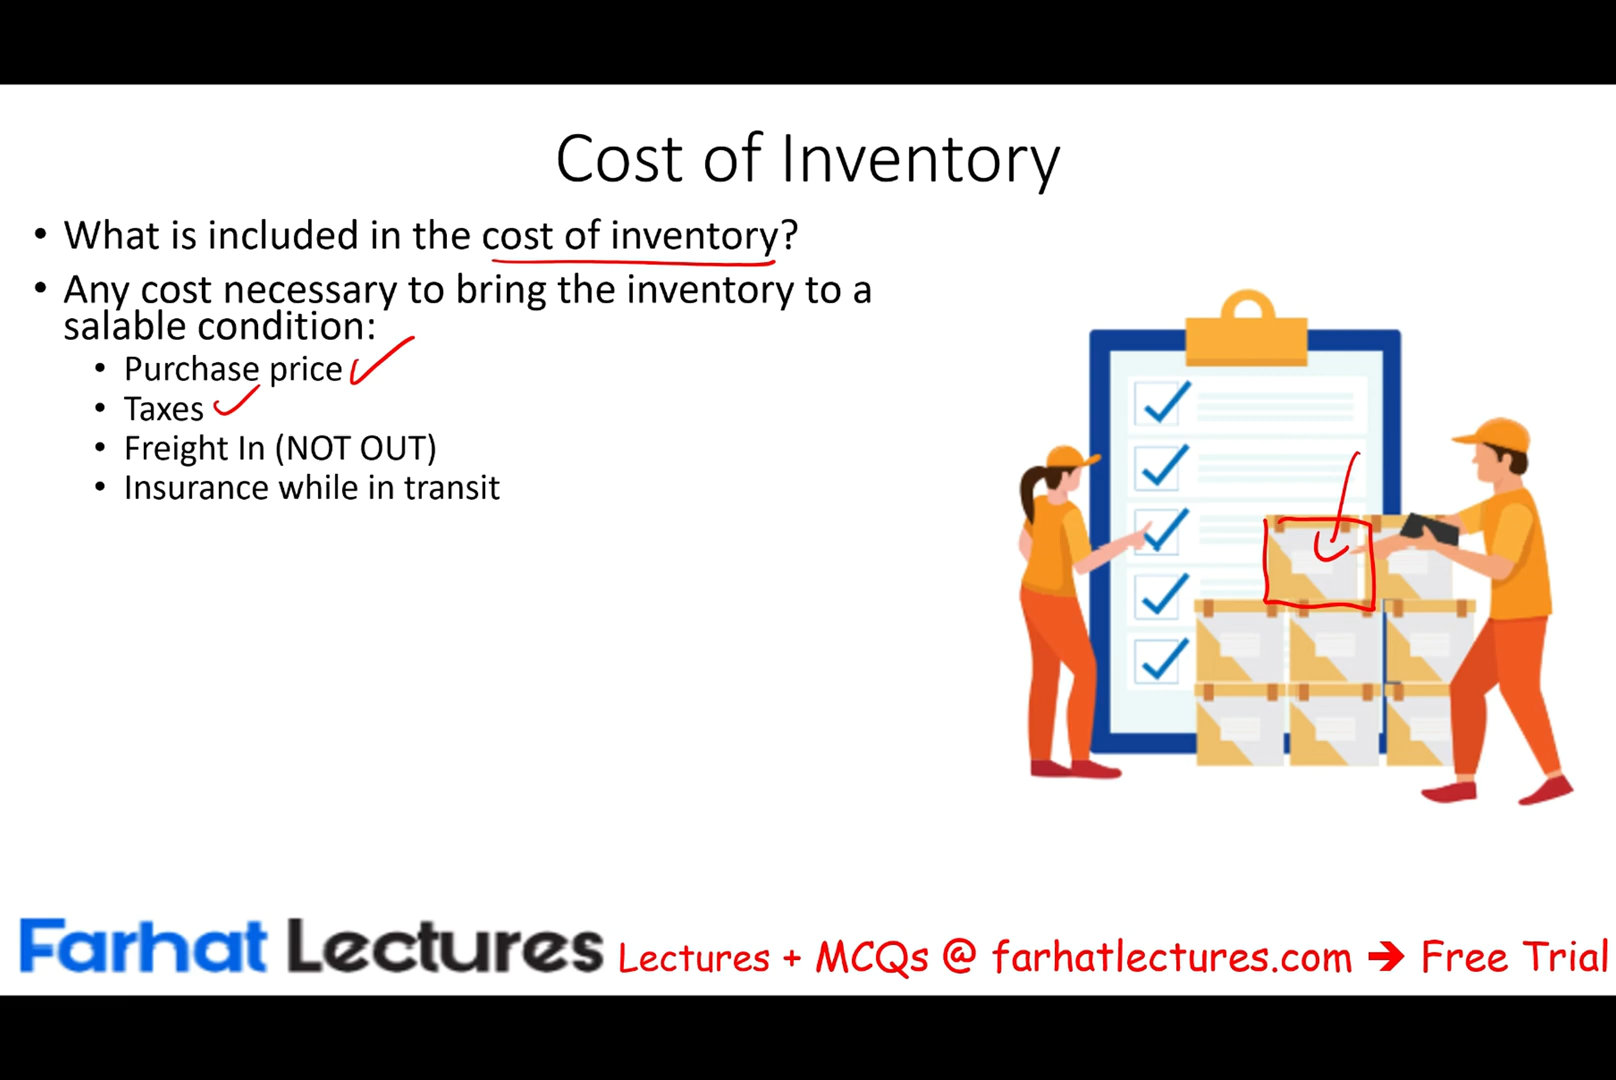 Cost of Inventory
• What is included in the cost of inventory?
• Any cost necessary to bring the inventory to a
salable condition:
• Purchase price
• Taxes
• Freight In (NOT OUT)
• Insurance while in transit
Farhat Lectures Lectures + MCQs @ farhatlectures.com → Free Trial